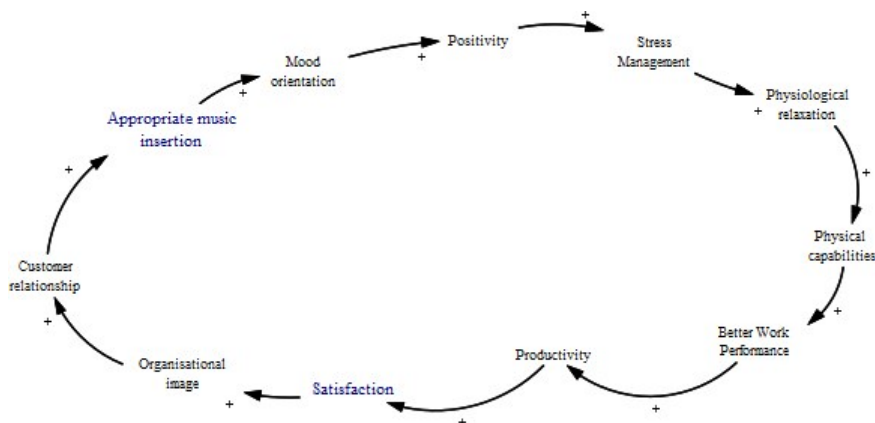 Positivity
+
Stress
Management
+
Physiological
relaxation
+
Physical
capabilities
+
Better Work
Performance
+
Productivity
+
Satisfaction
+
Organisational
image
+
Customer
relationship
+
Appropriate music
insertion
+
Mood
orientation
+